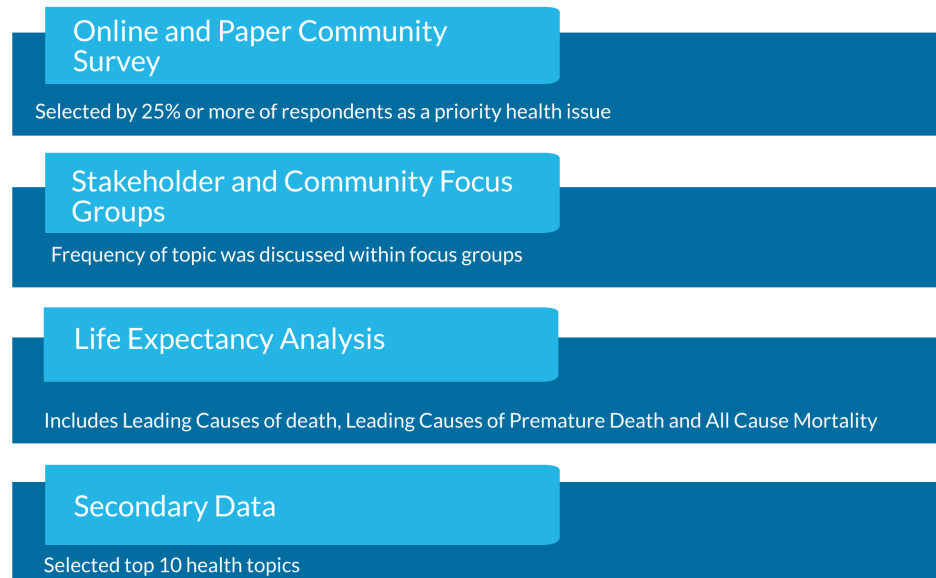 Online and Paper Community
Survey
Selected by 25% or more of respondents as a priority health issue
Stakeholder and Community Focus
Groups
Frequency of topic was discussed within focus groups
Life Expectancy Analysis
Includes Leading Causes of death, Leading Causes of Premature Death and All Cause Mortality
Secondary Data
Selected top 10 health topics